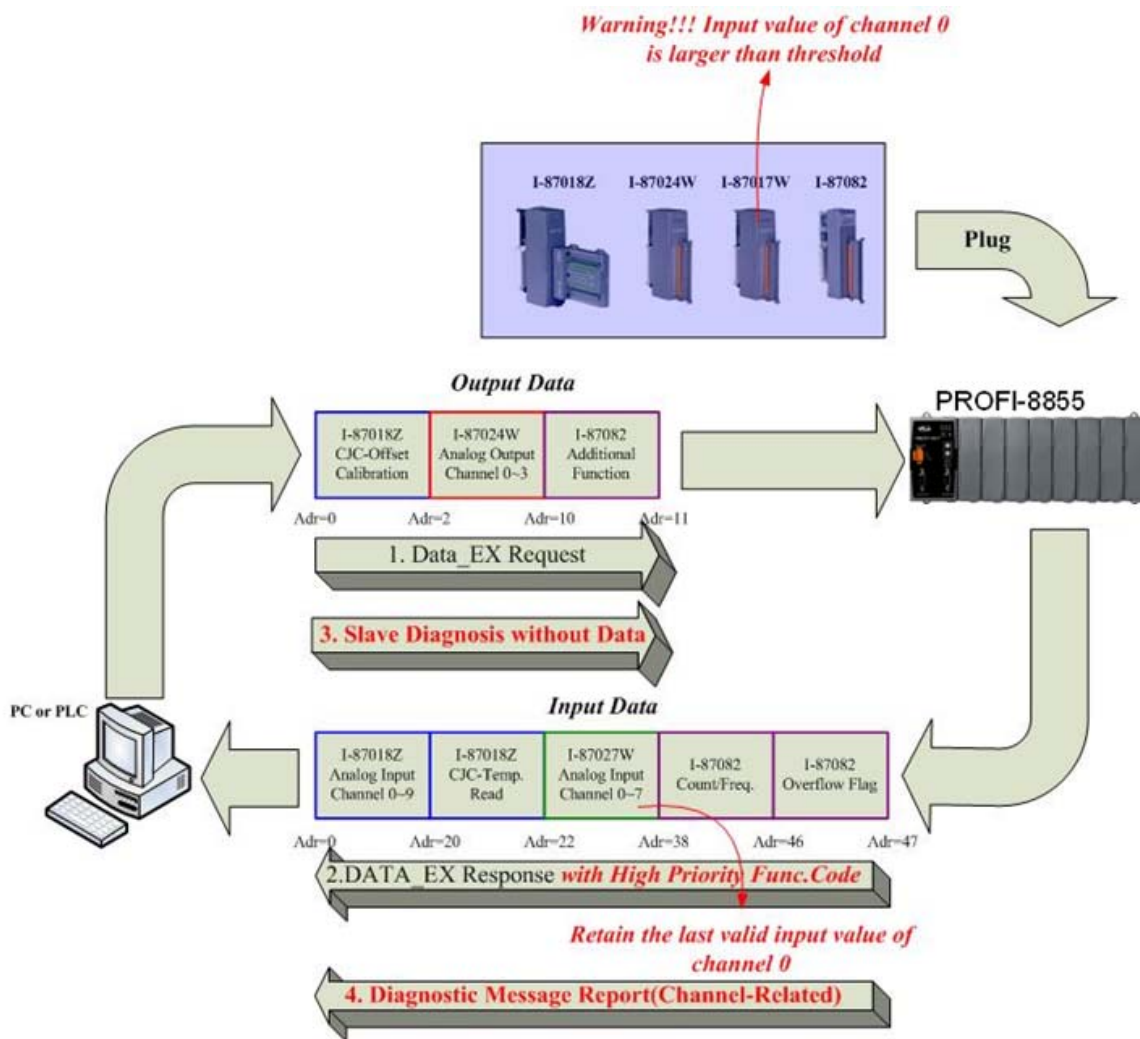 Warning!!! Input value of channel 0
is larger than threshold
I-87018Z
I-87024W
I-87017W
I-87082
Plug
Output Data
I-87018Z
CJC-Offset
Calibration
I-87024W
Analog Output
Channel 0~3
I-87082
Additional
Function
PROFI-8855
Adr=0
Adr=2
Adr=10
Adr=11
1. Data_EX Request
3. Slave Diagnosis without Data
PC or PLC
Input Data
I-87018Z
Analog Input
Channel 0~9
I-87018Z
CJC-Temp.
Read
I-87027W
Analog Input
Channel 0~7
I-87082
Count/Freq.
I-87082
Overflow Flag
Adr=0
Adr=20
Adr=22
Adr=38
Adr=46
Adr=47
2.DATA_EX Response with High Priority Func.Code
Retain the last valid input value of
channel 0
4. Diagnostic Message Report(Channel-Related)